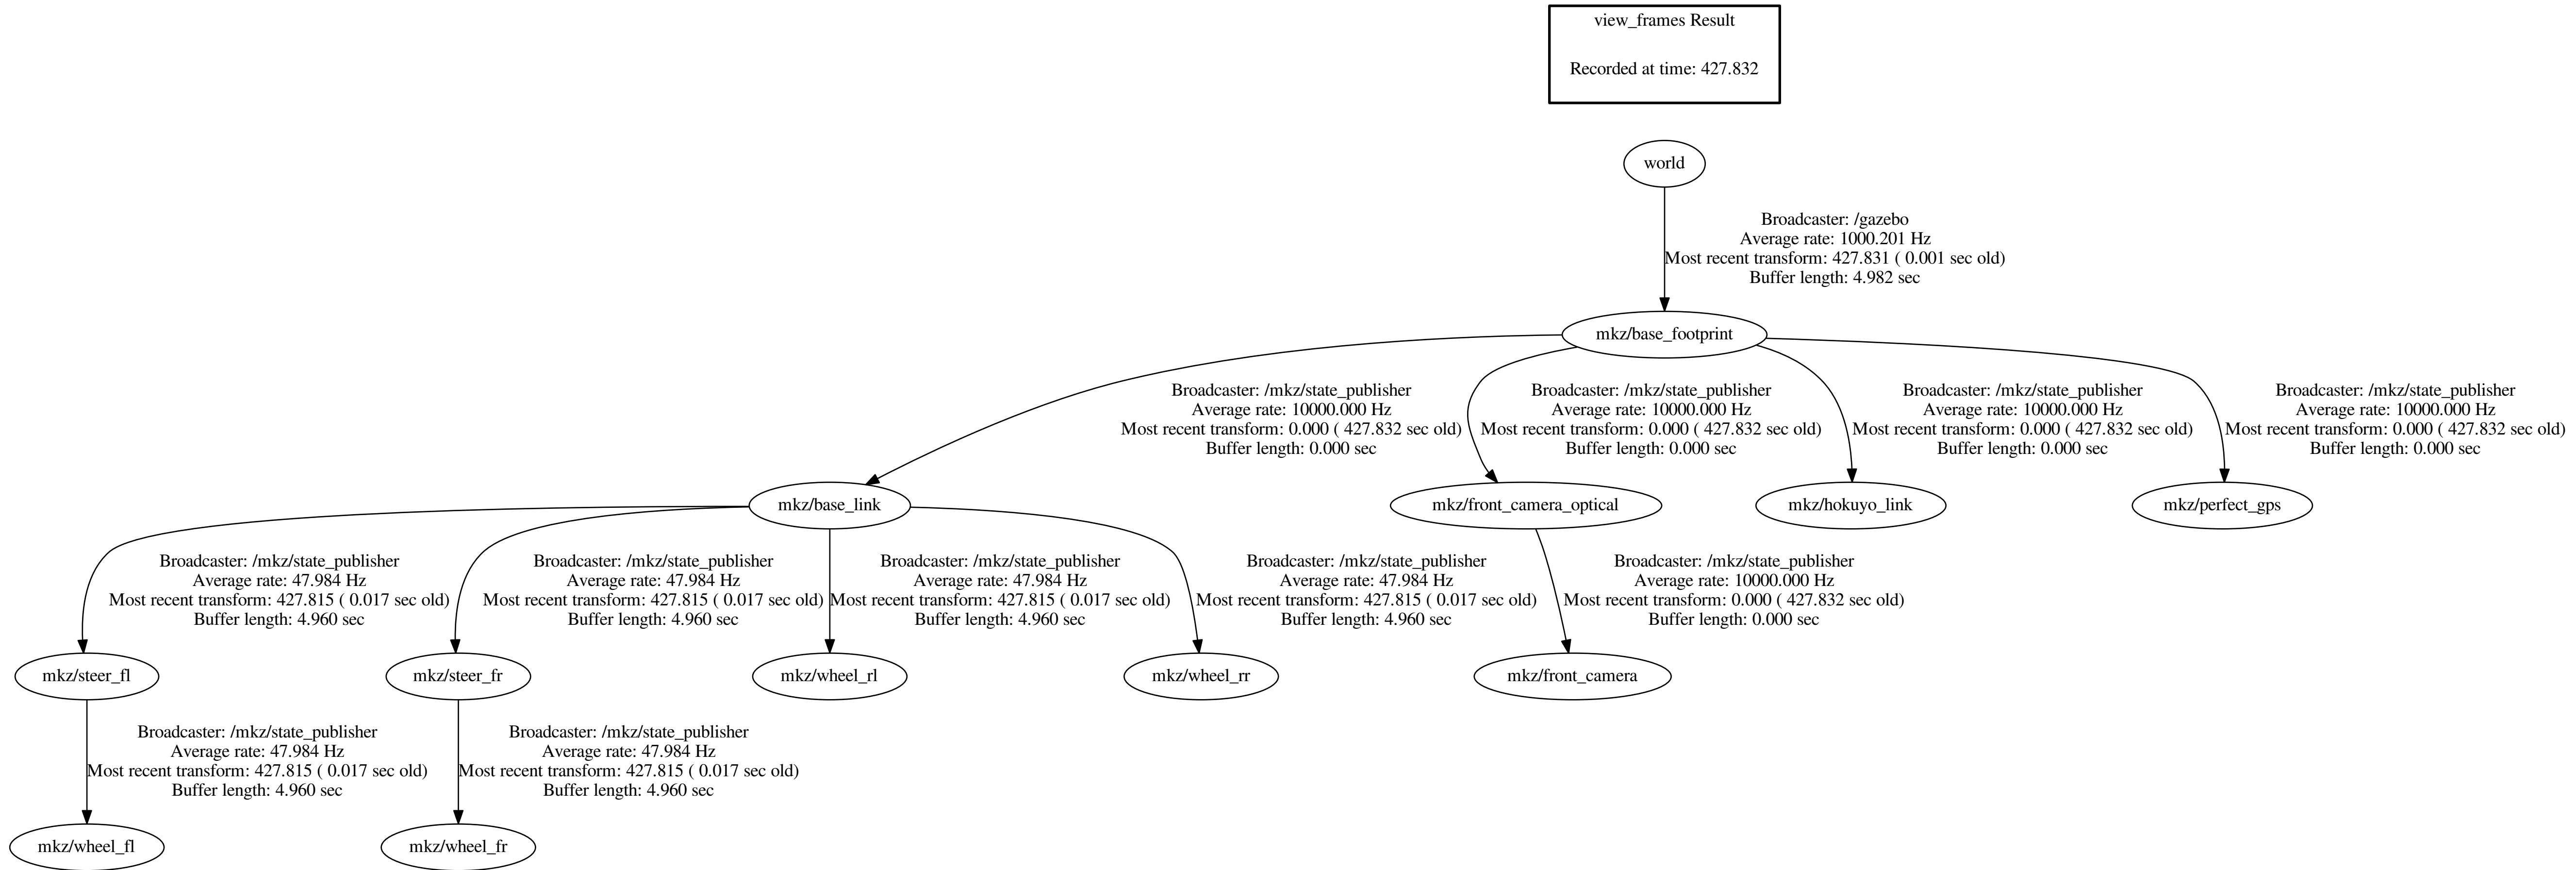 view_frames Result
Recorded at time: 427.832
world
Broadcaster: /gazebo
Average rate: 1000.201 Hz
Most recent transform: 427.831 ( 0.001 sec old)
Buffer length: 4.982 sec
mkz/base_footprint
Broadcaster: /mkz/state_publisher
Average rate: 10000.000 Hz
Most recent transform: 0.000 ( 427.832 sec old)
Buffer length: 0.000 sec
Broadcaster: /mkz/state_publisher
Average rate: 10000.000 Hz
Most recent transform: 0.000 ( 427.832 sec old)
Buffer length: 0.000 sec
Broadcaster: /mkz/state_publisher
Average rate: 10000.000 Hz
Most recent transform: 0.000 ( 427.832 sec old)
Buffer length: 0.000 sec
Broadcaster: /mkz/state_publisher
Average rate: 10000.000 Hz
Most recent transform: 0.000 ( 427.832 sec old)
Buffer length: 0.000 sec
mkz/base_link
mkz/front_camera_optical
mkz/hokuyo_link
mkz/perfect_gps
Broadcaster: /mkz/state_publisher
Average rate: 47.984 Hz
Most recent transform: 427.815 ( 0.017 sec old)
Buffer length: 4.960 sec
Broadcaster: /mkz/state_publisher
Average rate: 47.984 Hz
Most recent transform: 427.815 ( 0.017 sec old)
Buffer length: 4.960 sec
Broadcaster: /mkz/state_publisher
Average rate: 47.984 Hz
Most recent transform: 427.815 ( 0.017 sec old)
Buffer length: 4.960 sec
Broadcaster: /mkz/state_publisher
Average rate: 47.984 Hz
Most recent transform: 427.815 ( 0.017 sec old)
Buffer length: 4.960 sec
Broadcaster: /mkz/state_publisher
Average rate: 10000.000 Hz
Most recent transform: 0.000 ( 427.832 sec old)
Buffer length: 0.000 sec
mkz/steer_fl
mkz/steer_fr
mkz/wheel_rl
mkz/wheel_rr
mkz/front_camera
Broadcaster: /mkz/state_publisher
Average rate: 47.984 Hz
Most recent transform: 427.815 ( 0.017 sec old)
Buffer length: 4.960 sec
Broadcaster: /mkz/state_publisher
Average rate: 47.984 Hz
Most recent transform: 427.815 ( 0.017 sec old)
Buffer length: 4.960 sec
mkz/wheel_fl
mkz/wheel_fr